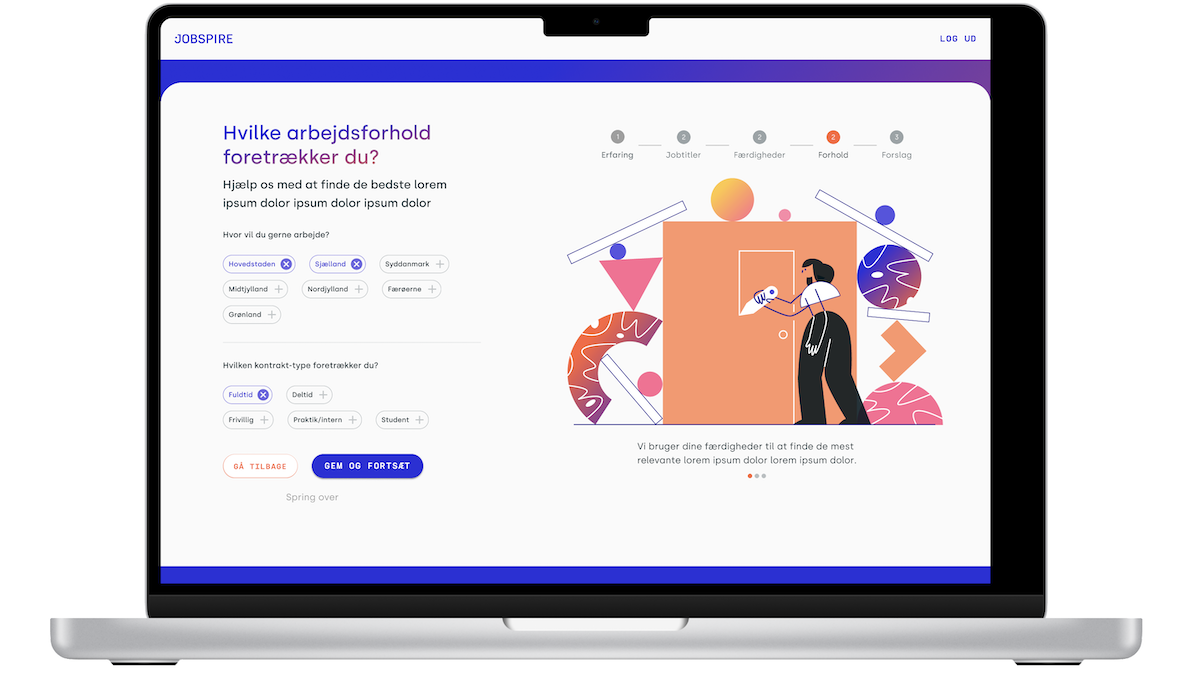 JOBSPIRE
LOG UD
Hvilke arbejdsforhold
foretrækker du?
Hjælp os med at finde de bedste lorem
ipsum dolor ipsum dolor ipsum dolor
Hvor vil du gerne arbejde?
Hovedstaden
Sjælland
Syddanmark
Midtjylland
Nordjylland
Færøerne
Grønland
Hvilken kontrakt-type foretrækker du?
Fuldtid
Deltid
Frivillig
Praktik/intern
Student
GÅ TILBAGE
GEM OG FORTSÆT
Spring over
1 2 2 2 3
Erfaring Jobtitler Færdigheder Forhold Forslag
Vi bruger dine færdigheder til at finde de mest
relevante lorem ipsum dolor lorem ipsum dolor.